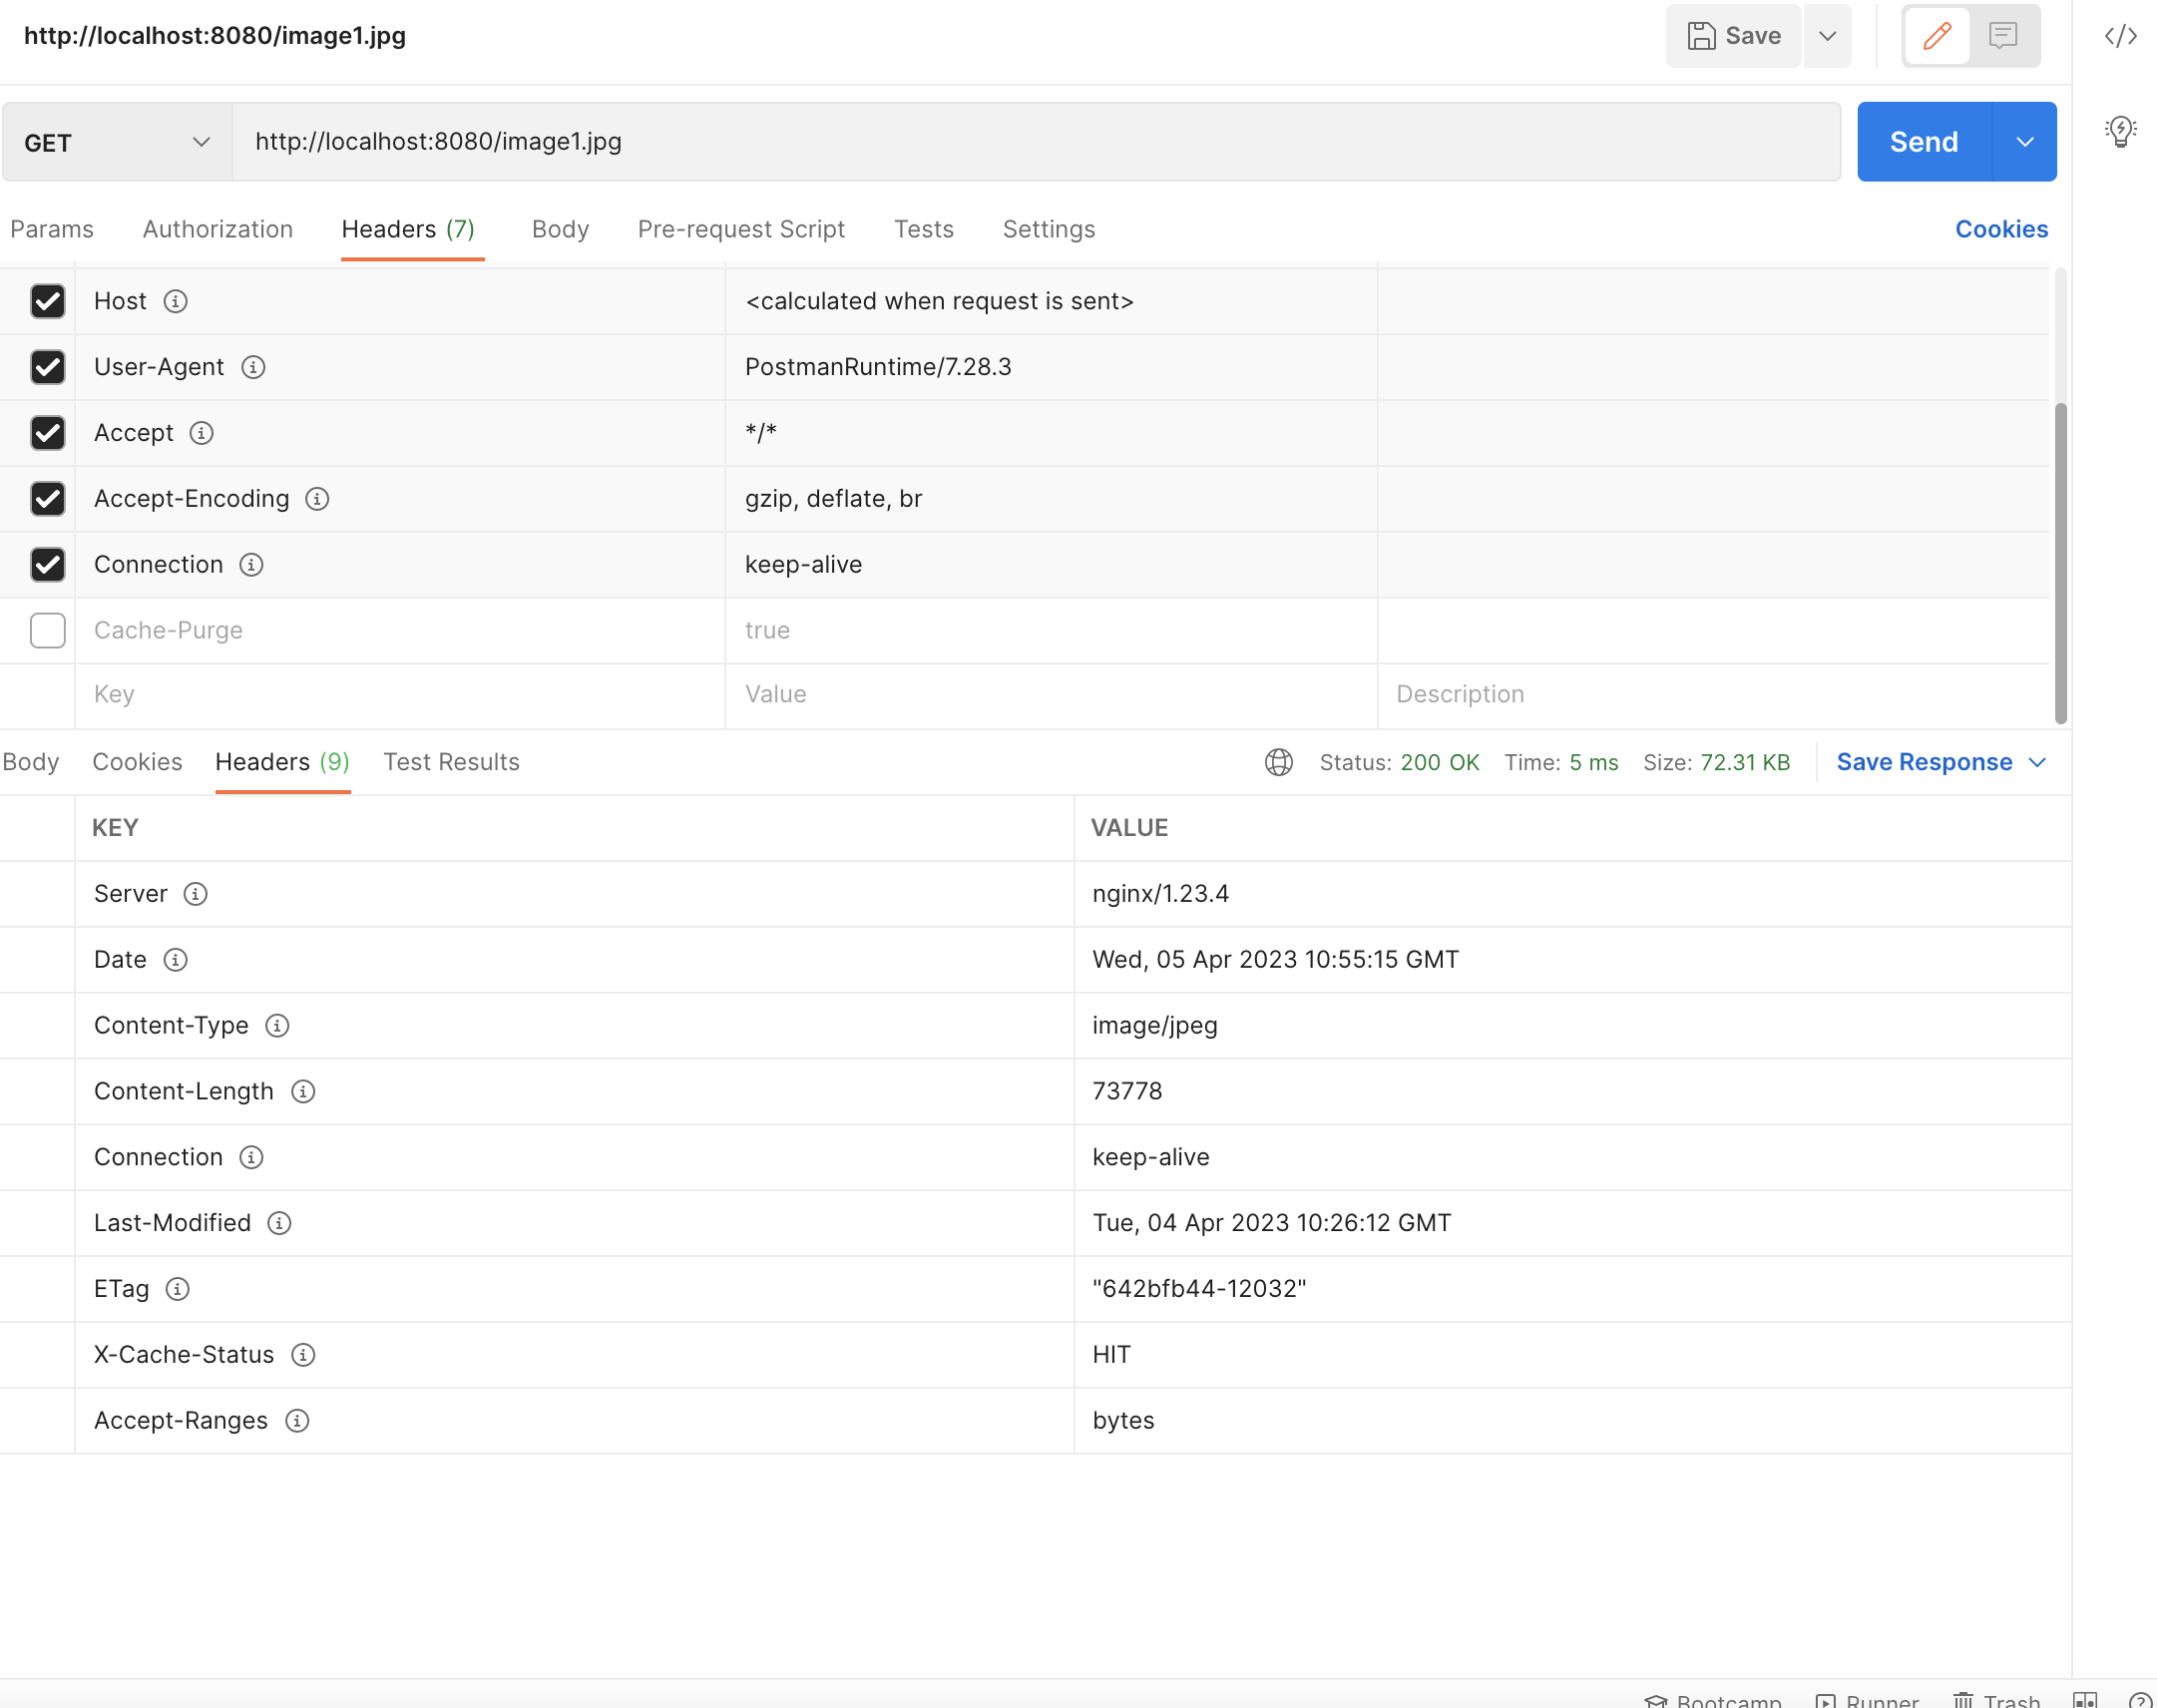 http://localhost:8080/image1.jpg
Save
GET
http://localhost:8080/image1.jpg
Send
Params Authorization Headers (7) Body Pre-request Script Tests Settings Cookies
Host <calculated when request is sent>
User-Agent PostmanRuntime/7.28.3
Accept */*
Accept-Encoding gzip, deflate, br
Connection keep-alive
Cache-Purge true
Key Value Description
Body Cookies Headers (9) Test Results Status: 200 OK Time: 5 ms Size: 72.31 KB Save Response
KEY VALUE
Server nginx/1.23.4
Date Wed, 05 Apr 2023 10:55:15 GMT
Content-Type image/jpeg
Content-Length 73778
Connection keep-alive
Last-Modified Tue, 04 Apr 2023 10:26:12 GMT
ETag "642bfb44-12032"
X-Cache-Status HIT
Accept-Ranges bytes
Bootcamp Runner Trash